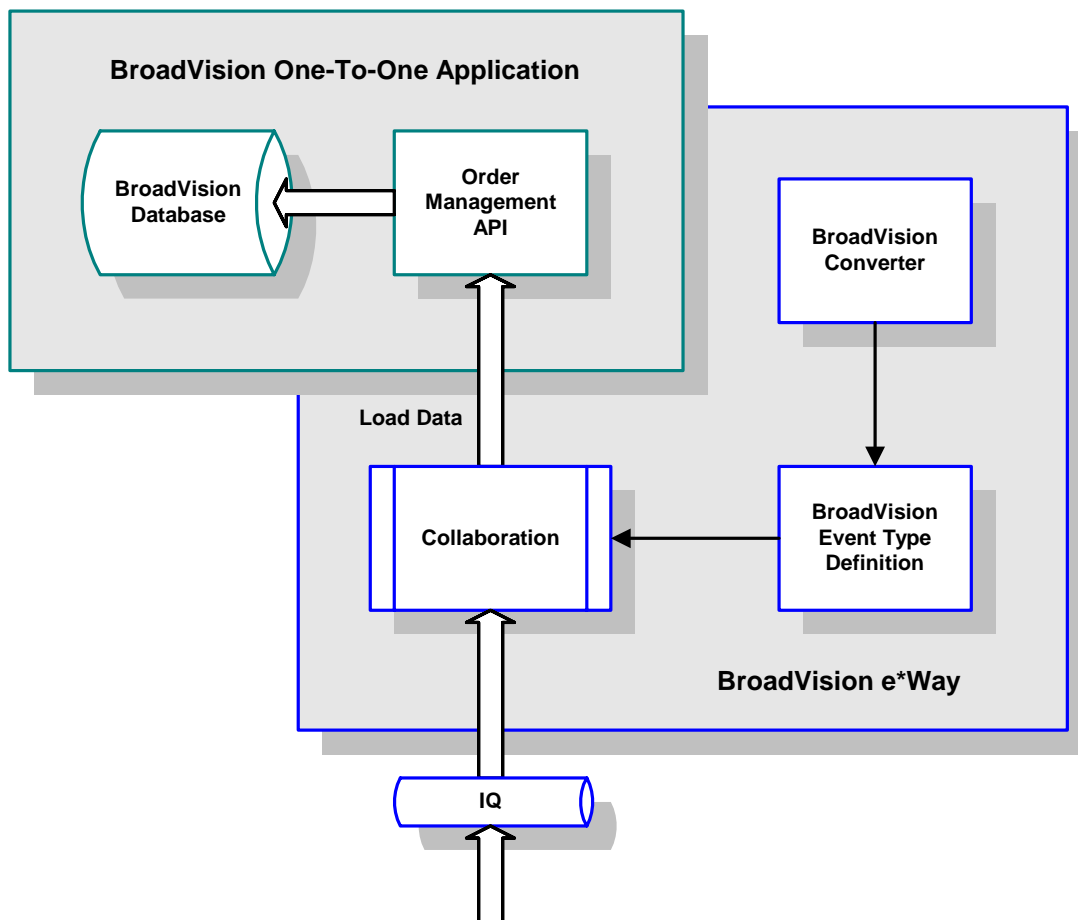 BroadVision One-To-One Application
BroadVision
Database
Order
Management
API
BroadVision
Converter
Load Data
Collaboration
BroadVision
Event Type
Definition
BroadVision e*Way
IQ